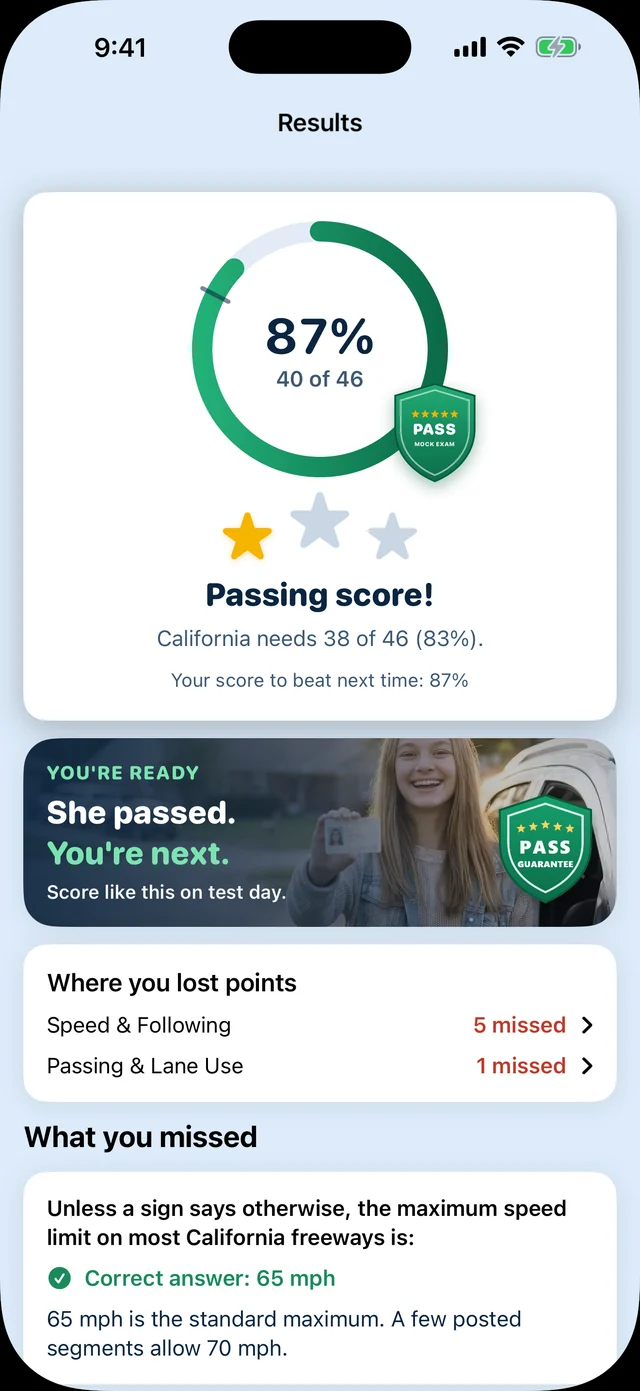 9:41
Results
87%
40 of 46
PASS
MOCK EXAM
Passing score!
California needs 38 of 46 (83%).
Your score to beat next time: 87%
YOU'RE READY
She passed.
You're next.
Score like this on test day.
PASS
GUARANTEE
Where you lost points
Speed & Following 5 missed
Passing & Lane Use 1 missed
What you missed
Unless a sign says otherwise, the maximum speed
limit on most California freeways is:
Correct answer: 65 mph
65 mph is the standard maximum. A few posted
segments allow 70 mph.